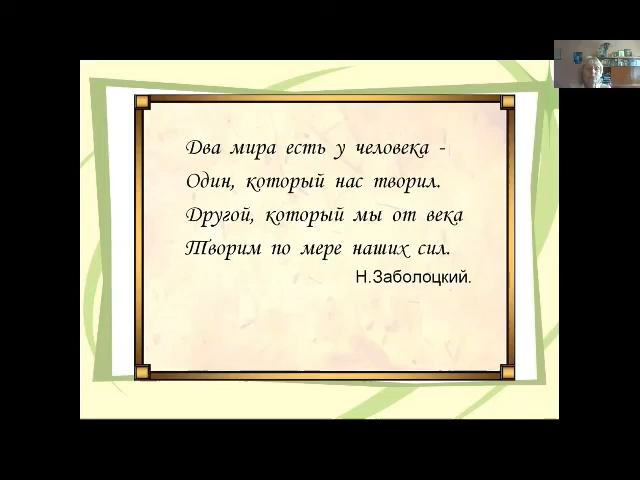 Два мира есть у человека -
Один, который нас творил.
Другой, который мы от века
Творим по мере наших сил.
Н.Заболоцкий.